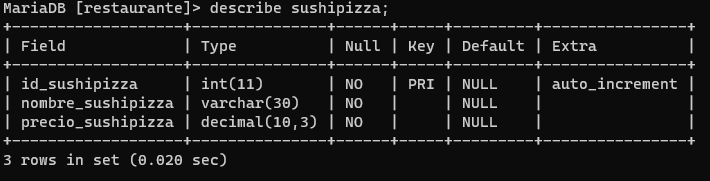 MariaDB [restaurante]> describe sushipizza;
+-------------------+---------------+------+-----+---------+----------------+
| Field             | Type          | Null | Key | Default | Extra          |
+-------------------+---------------+------+-----+---------+----------------+
| id_sushipizza     | int(11)       | NO   | PRI | NULL    | auto_increment |
| nombre_sushipizza | varchar(30)   | NO   |     | NULL    |                |
| precio_sushipizza | decimal(10,3) | NO   |     | NULL    |                |
+-------------------+---------------+------+-----+---------+----------------+
3 rows in set (0.020 sec)